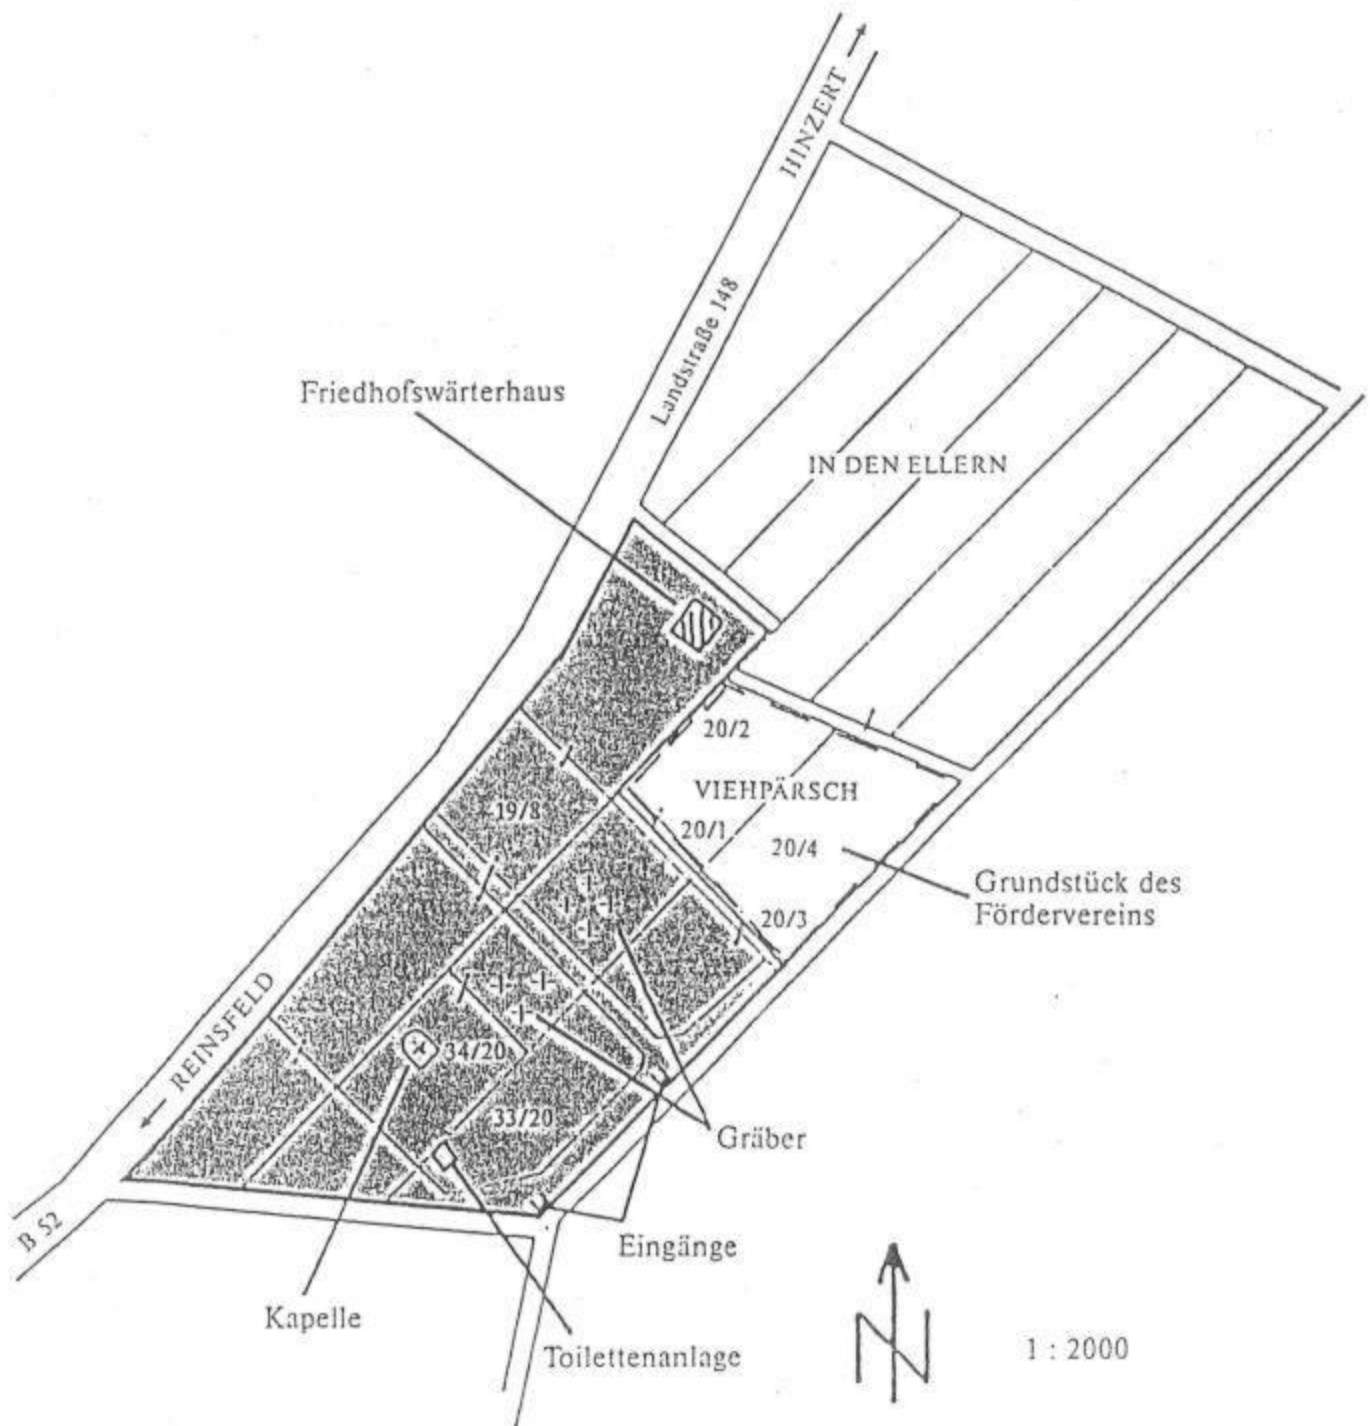 HINZERT
Landstraße 148
Friedhofswärterhaus
IN DEN ELLERN
20/2
VIEHPÄRSCH
19/8
20/1
20/4
Grundstück des
Fördervereins
20/3
REINSFELD
34/20
33/20
Gräber
B 52
Eingänge
Kapelle
Toilettenanlage
N
1 : 2000